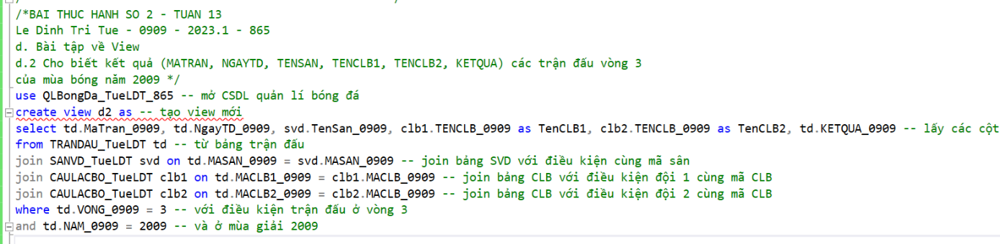 /*BAI THUC HANH SO 2 - TUAN 13
Le Dinh Tri Tue - 0909 - 2023.1 - 865
d. Bài tập về View
d.2 Cho biết kết quả (MATRAN, NGAYTD, TENSAN, TENCLB1, TENCLB2, KETQUA) các trận đấu vòng 3
của mùa bóng năm 2009 */
use QLBongDa_TueLDT_865 -- mở CSDL quản lí bóng đá
create view d2 as -- tạo view mới
select td.MaTran_0909, td.NgayTD_0909, svd.TenSan_0909, clb1.TENCLB_0909 as TenCLB1, clb2.TENCLB_0909 as TenCLB2, td.KETQUA_0909 -- lấy các cột
from TRANDAU_TueLDT td -- từ bảng trận đấu
join SANVD_TueLDT svd on td.MASAN_0909 = svd.MASAN_0909 -- join bảng SVD với điều kiện cùng mã sân
join CAULACBO_TueLDT clb1 on td.MACLB1_0909 = clb1.MACLB_0909 -- join bảng CLB với điều kiện đội 1 cùng mã CLB
join CAULACBO_TueLDT clb2 on td.MACLB2_0909 = clb2.MACLB_0909 -- join bảng CLB với điều kiện đội 2 cùng mã CLB
where td.VONG_0909 = 3 -- với điều kiện trận đấu ở vòng 3
and td.NAM_0909 = 2009 -- và ở mùa giải 2009